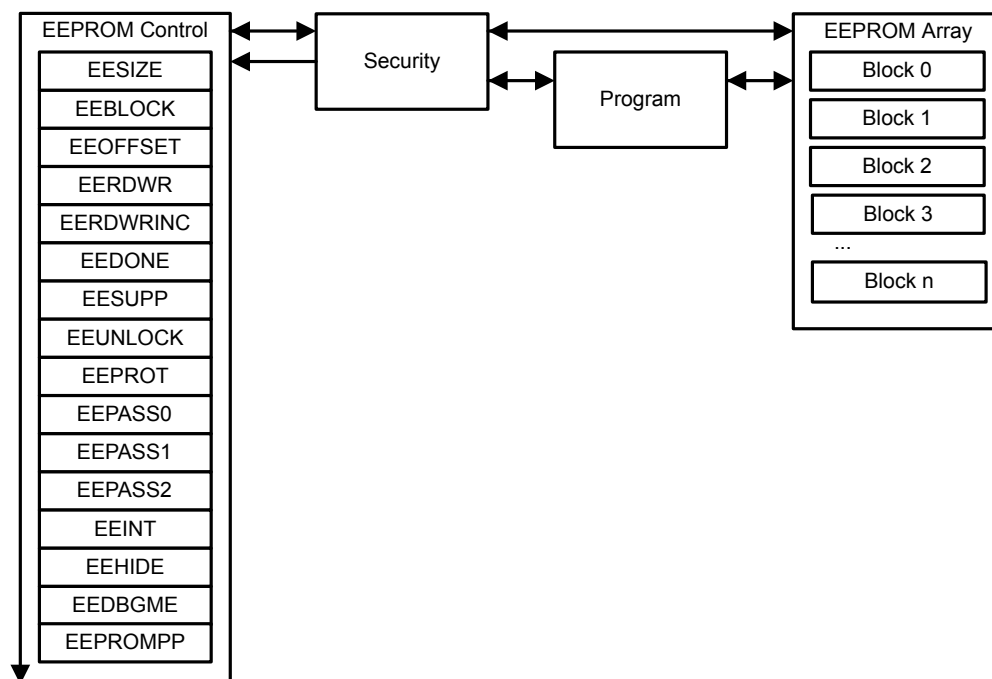 EEPROM Control
EESIZE
EEBLOCK
EEOFFSET
EERDWR
EERDWRINC
EEDONE
EESUPP
EEUNLOCK
EEPROT
EEPASS0
EEPASS1
EEPASS2
EEINT
EEHIDE
EEDBGME
EEPROMPP
Security
Program
EEPROM Array
Block 0
Block 1
Block 2
Block 3
...
Block n